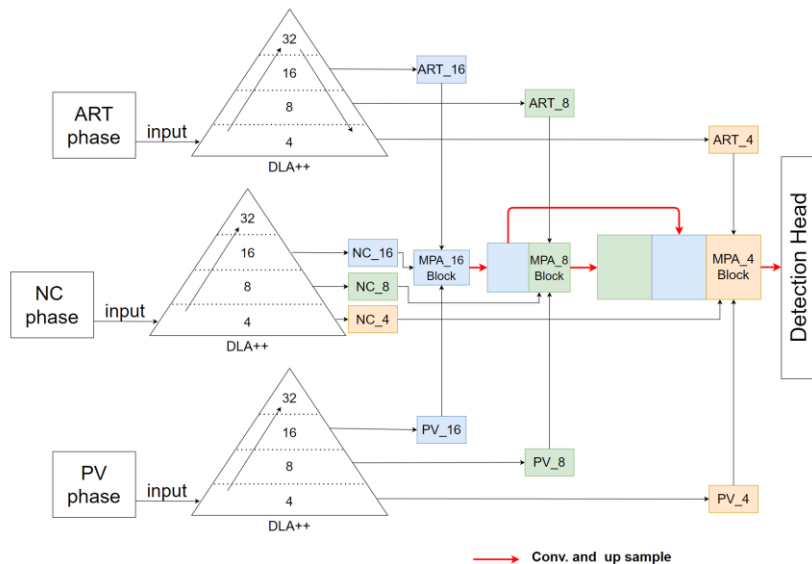 32
16
8
4
DLA++
ART
phase
input
ART_16
ART_8
ART_4
32
16
8
4
DLA++
NC
phase
input
NC_16
NC_8
NC_4
MPA_16
Block
MPA_8
Block
MPA_4
Block
Detection Head
32
16
8
4
DLA++
PV
phase
input
PV_16
PV_8
PV_4
Conv. and up sample